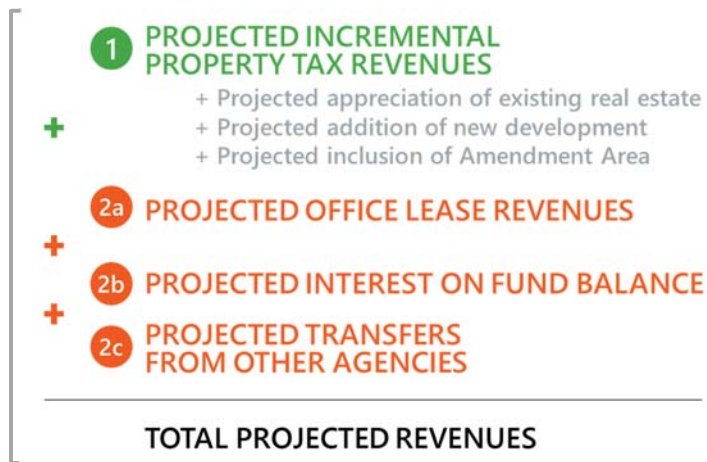 1 PROJECTED INCREMENTAL
PROPERTY TAX REVENUES
+ Projected appreciation of existing real estate
+ + Projected addition of new development
+ Projected inclusion of Amendment Area
2a PROJECTED OFFICE LEASE REVENUES
+
2b PROJECTED INTEREST ON FUND BALANCE
+
2c PROJECTED TRANSFERS
FROM OTHER AGENCIES
TOTAL PROJECTED REVENUES